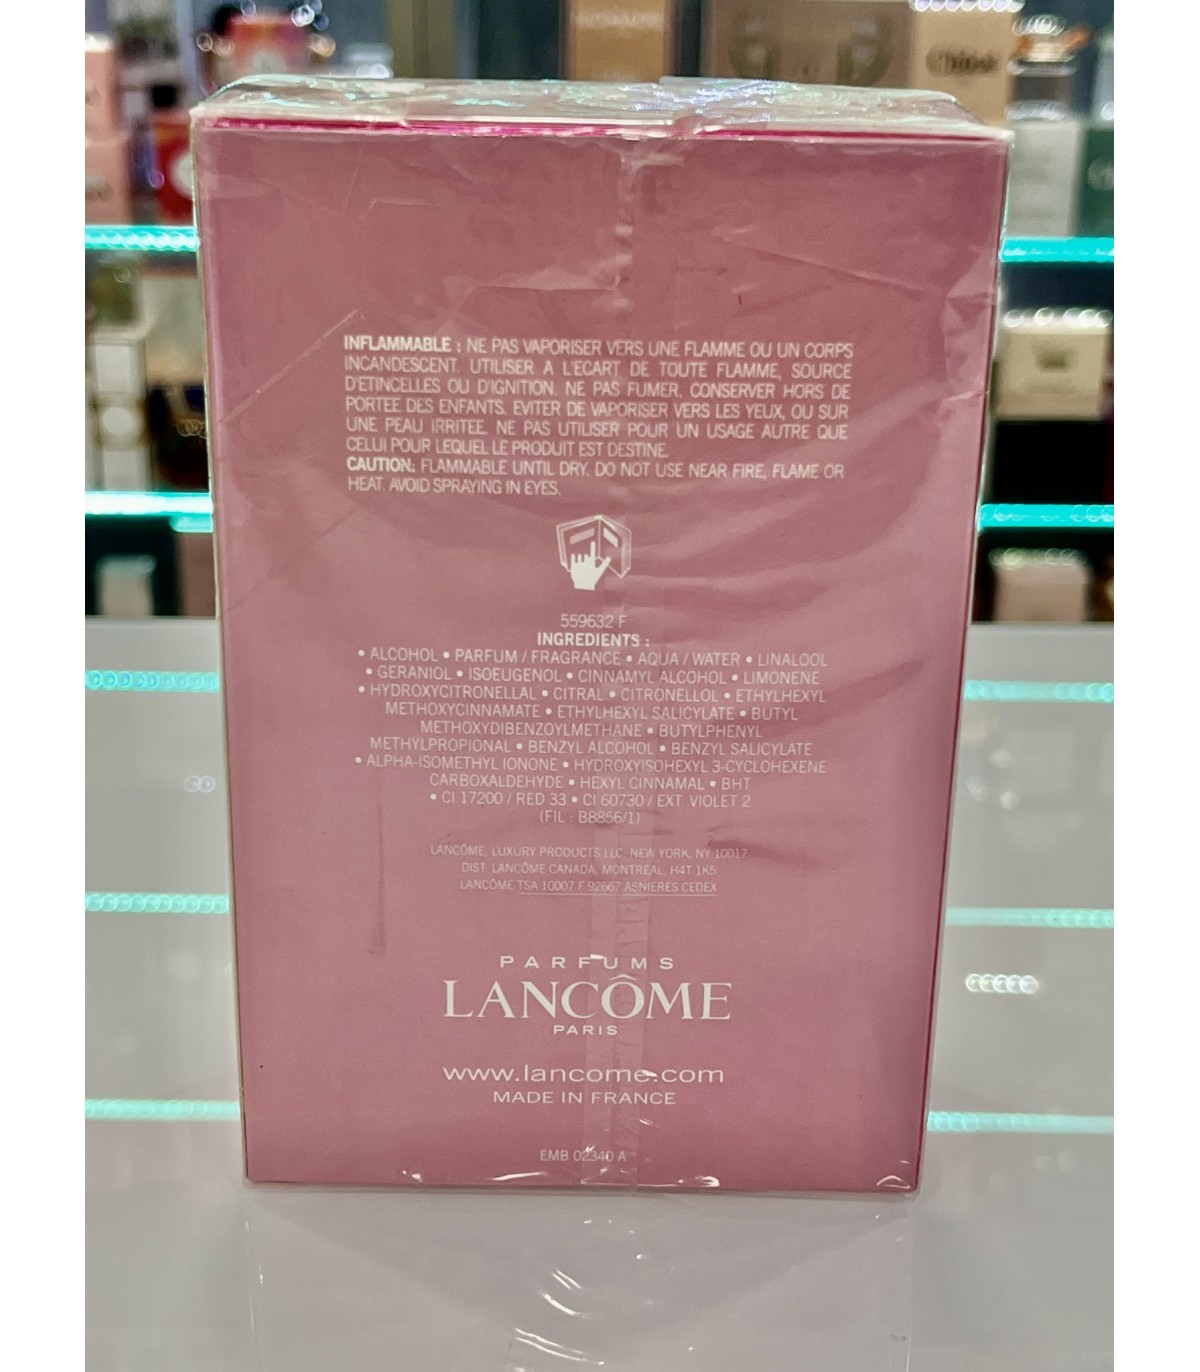 Chloé
INFLAMMABLE : NE PAS VAPORISER VERS UNE FLAMME OU UN CORPS
INCANDESCENT. UTILISER A L'ECART DE TOUTE FLAMME, SOURCE
D'ETINCELLES OU D'IGNITION. NE PAS FUMER. CONSERVER HORS DE
PORTEE DES ENFANTS. EVITER DE VAPORISER VERS LES YEUX, OU SUR
UNE PEAU IRRITEE. NE PAS UTILISER POUR UN USAGE AUTRE QUE
CELUI POUR LEQUEL LE PRODUIT EST DESTINE.
CAUTION: FLAMMABLE UNTIL DRY. DO NOT USE NEAR FIRE, FLAME OR
HEAT. AVOID SPRAYING IN EYES.
559632 F
INGREDIENTS :
• ALCOHOL • PARFUM / FRAGRANCE • AQUA / WATER • LINALOOL
• GERANIOL • ISOEUGENOL • CINNAMYL ALCOHOL • LIMONENE
• HYDROXYCITRONELLAL • CITRAL • CITRONELLOL • ETHYLHEXYL
METHOXYCINNAMATE • ETHYLHEXYL SALICYLATE • BUTYL
METHOXYDIBENZOYLMETHANE • BUTYLPHENYL
METHYLPROPIONAL • BENZYL ALCOHOL • BENZYL SALICYLATE
• ALPHA-ISOMETHYL IONONE • HYDROXYISOHEXYL 3-CYCLOHEXENE
CARBOXALDEHYDE • HEXYL CINNAMAL • BHT
• CI 17200 / RED 33 • CI 60730 / EXT. VIOLET 2
(FIL : B8856/1)
LANCÔME, LUXURY PRODUCTS LLC, NEW YORK, NY 10017
DIST. LANCÔME CANADA, MONTREAL, H4T 1K5
LANCÔME TSA 10007 F 92667 ASNIERES CEDEX
PARFUMS
LANCÔME
PARIS
www.lancome.com
MADE IN FRANCE
EMB 02340 A